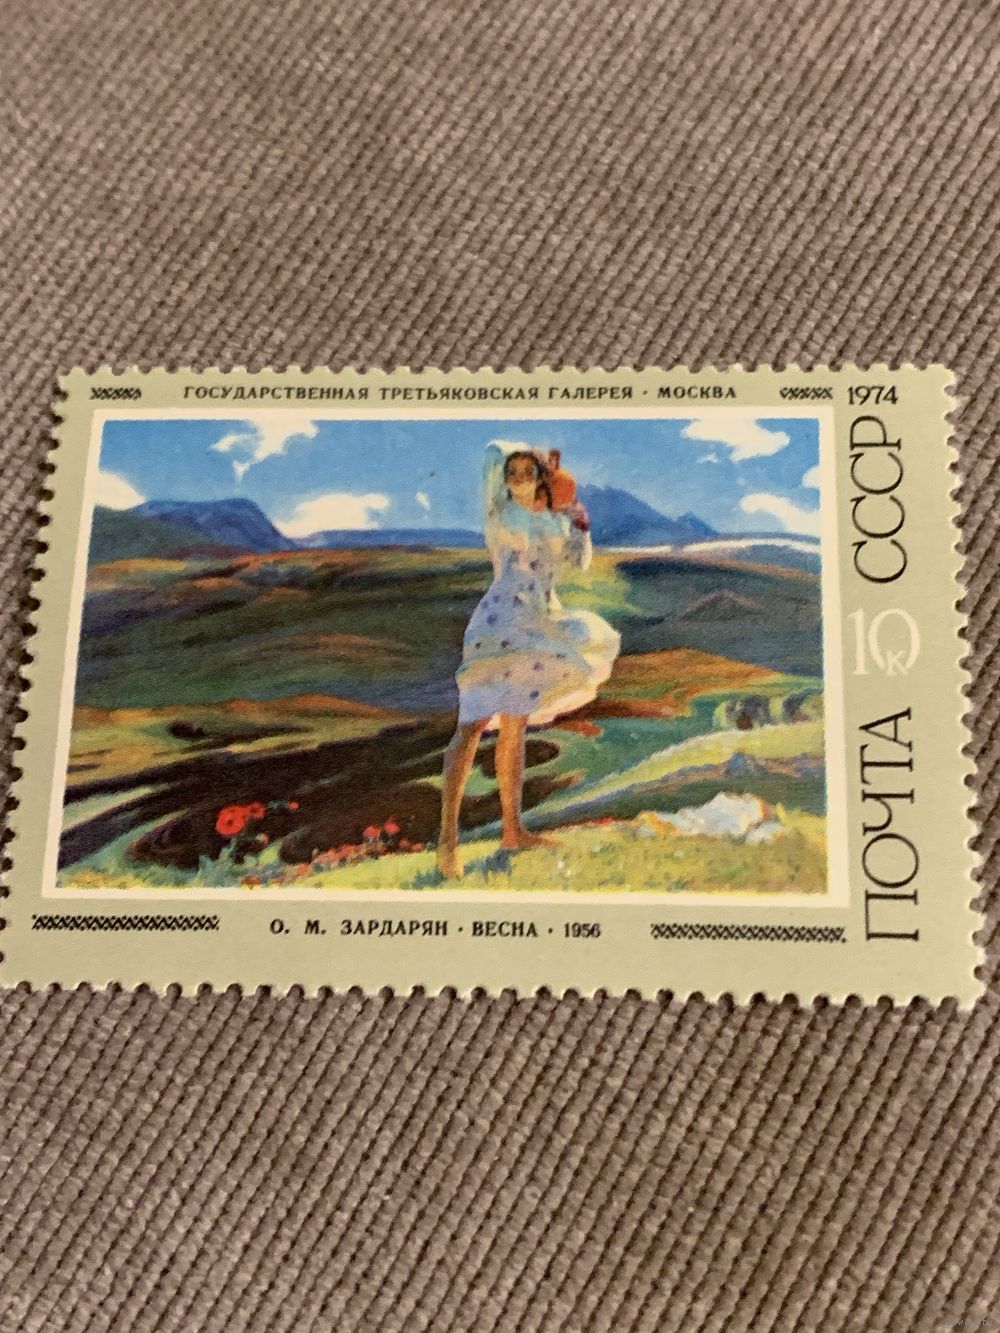 ГОСУДАРСТВЕННАЯ ТРЕТЬЯКОВСКАЯ ГАЛЕРЕЯ · МОСКВА
1974
ПОЧТА СССР
10к
О. М. ЗАРДАРЯН · ВЕСНА · 1956